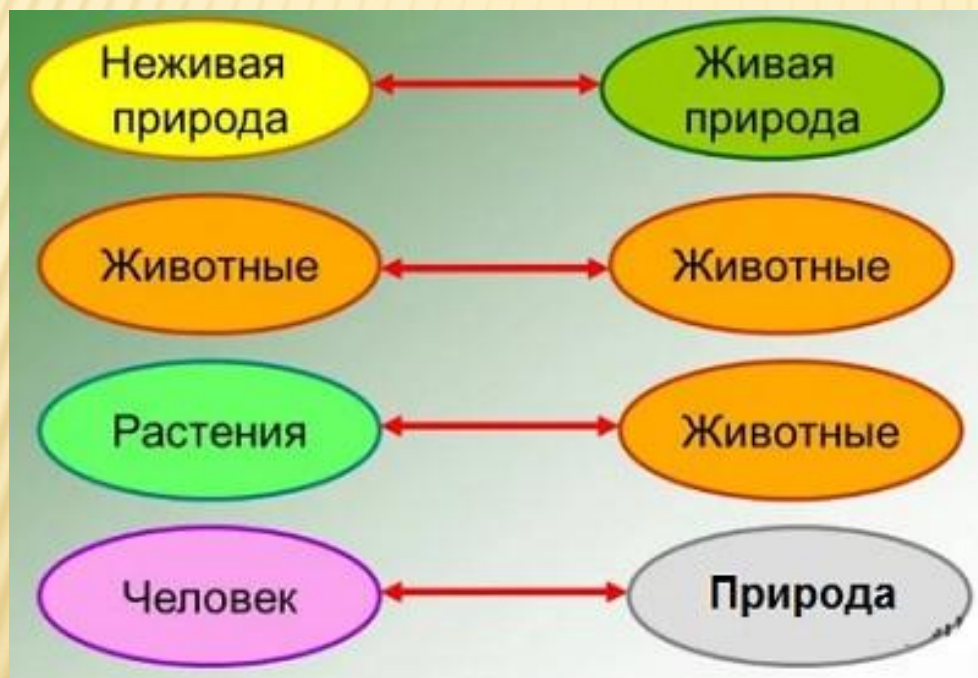 Неживая
природа
Живая
природа
Животные
Животные
Растения
Животные
Человек
Природа